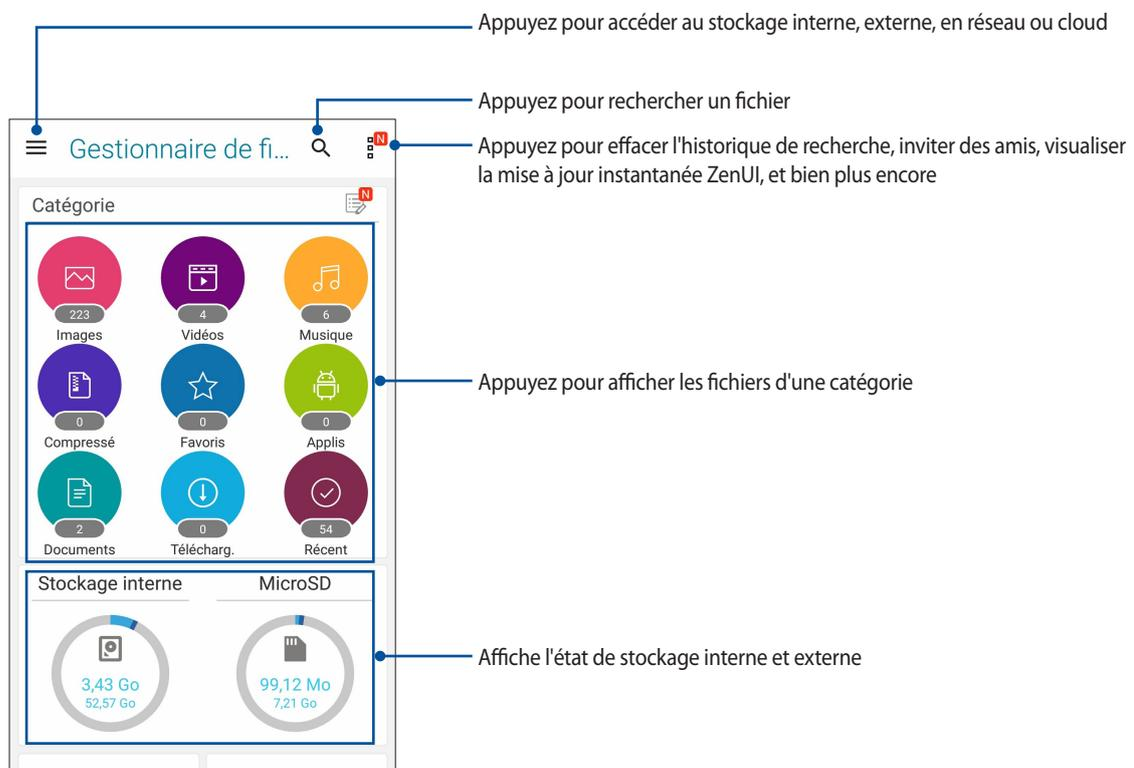 Appuyez pour accéder au stockage interne, externe, en réseau ou cloud
Appuyez pour rechercher un fichier
Gestionnaire de fi...
N
Appuyez pour effacer l'historique de recherche, inviter des amis, visualiser
la mise à jour instantanée ZenUI, et bien plus encore
Catégorie
N
223
4
6
Images
Vidéos
Musique
0
0
0
Compressé
Favoris
Applis
Appuyez pour afficher les fichiers d'une catégorie
2
0
54
Documents
Télécharg.
Récent
Stockage interne
MicroSD
3,43 Go
52,57 Go
99,12 Mo
7,21 Go
Affiche l'état de stockage interne et externe